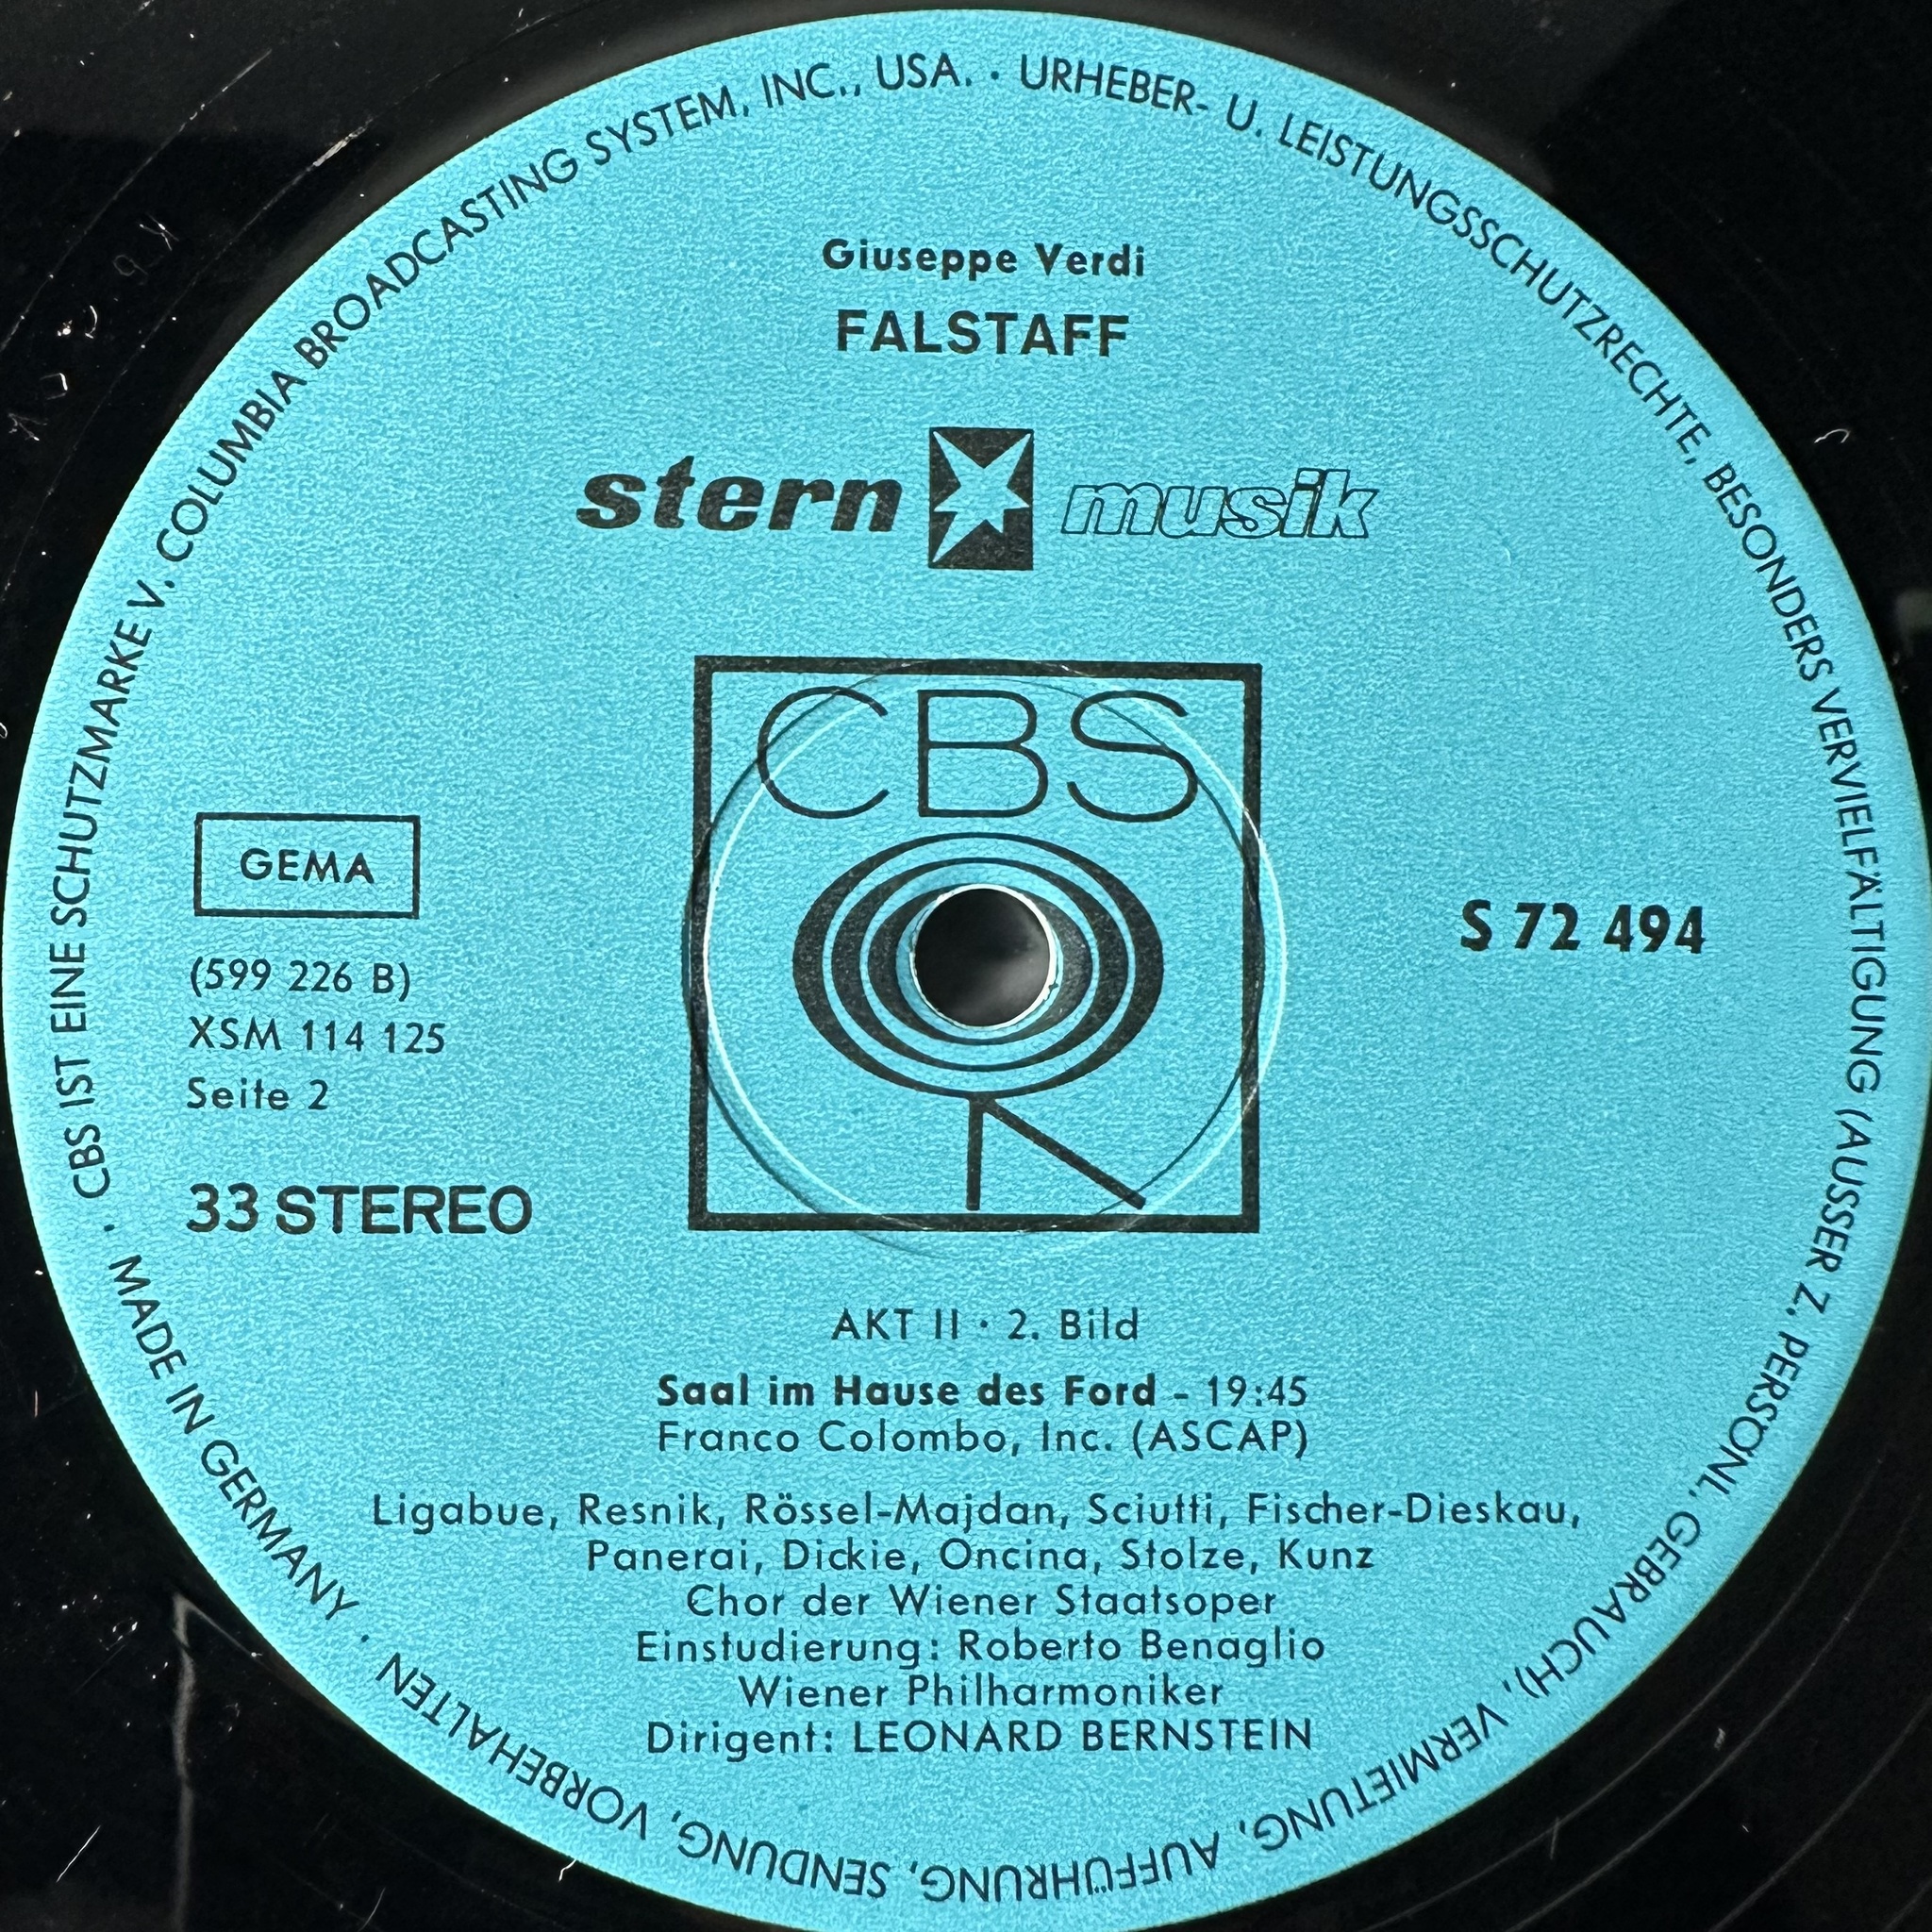 CBS IST EINE SCHUTZMARKE V. COLUMBIA BROADCASTING SYSTEM, INC., USA. · URHEBER- U. LEISTUNGSSCHUTZRECHTE, BESONDERS VERVIELFÄLTIGUNG (AUSSER Z. PERSÖNL. GEBRAUCH), VERMIETUNG, AUFFÜHRUNG, SENDUNG, VORBEHALTEN · MADE IN GERMANY ·
Giuseppe Verdi
FALSTAFF
stern musik
CBS
GEMA
(599 226 B)
XSM 114 125
Seite 2
33 STEREO
S 72 494
AKT II · 2. Bild
Saal im Hause des Ford - 19:45
Franco Colombo, Inc. (ASCAP)
Ligabue, Resnik, Rössel-Majdan, Sciutti, Fischer-Dieskau,
Panerai, Dickie, Oncina, Stolze, Kunz
Chor der Wiener Staatsoper
Einstudierung: Roberto Benaglio
Wiener Philharmoniker
Dirigent: LEONARD BERNSTEIN